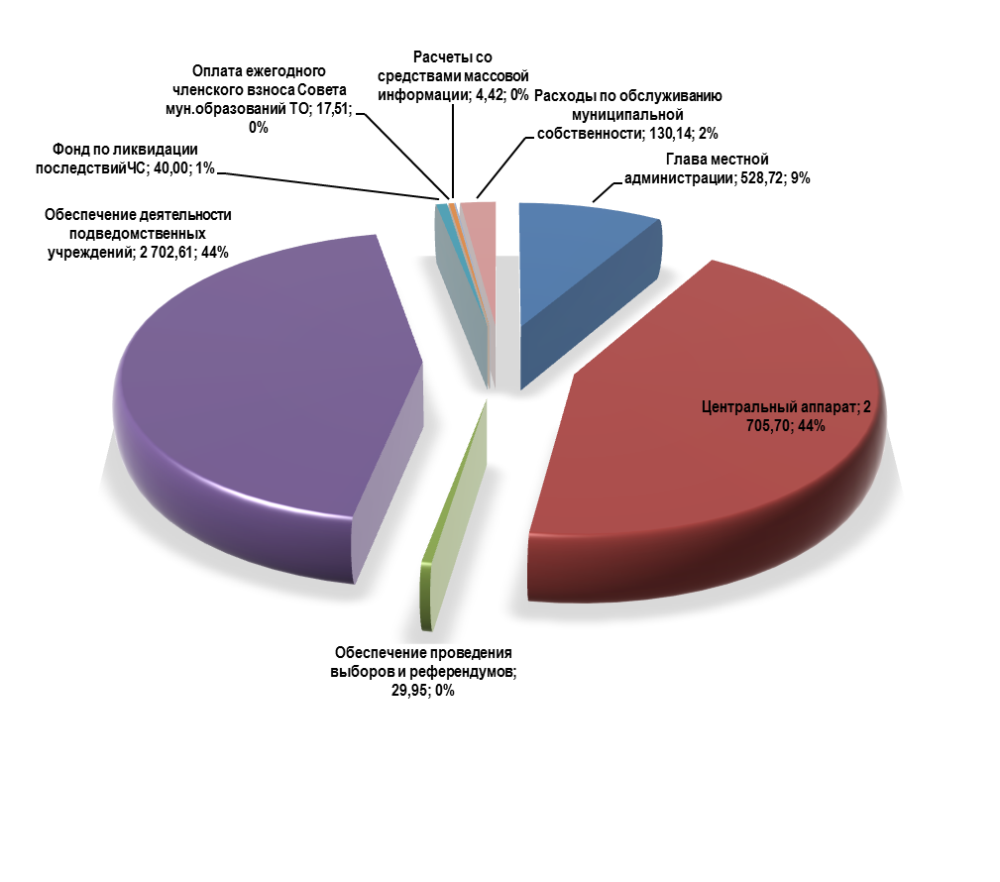 Расчеты со
средствами массовой
информации; 4,42; 0%
Оплата ежегодного
членского взноса Совета
мун.образований ТО; 17,51;
0%
Расходы по обслуживанию
муниципальной
собственности; 130,14; 2%
Фонд по ликвидации
последствийЧС; 40,00; 1%
Глава местной
администрации; 528,72; 9%
Обеспечение деятельности
подведомственных
учреждений; 2 702,61; 44%
Центральный аппарат; 2
705,70; 44%
Обеспечение проведения
выборов и референдумов;
29,95; 0%